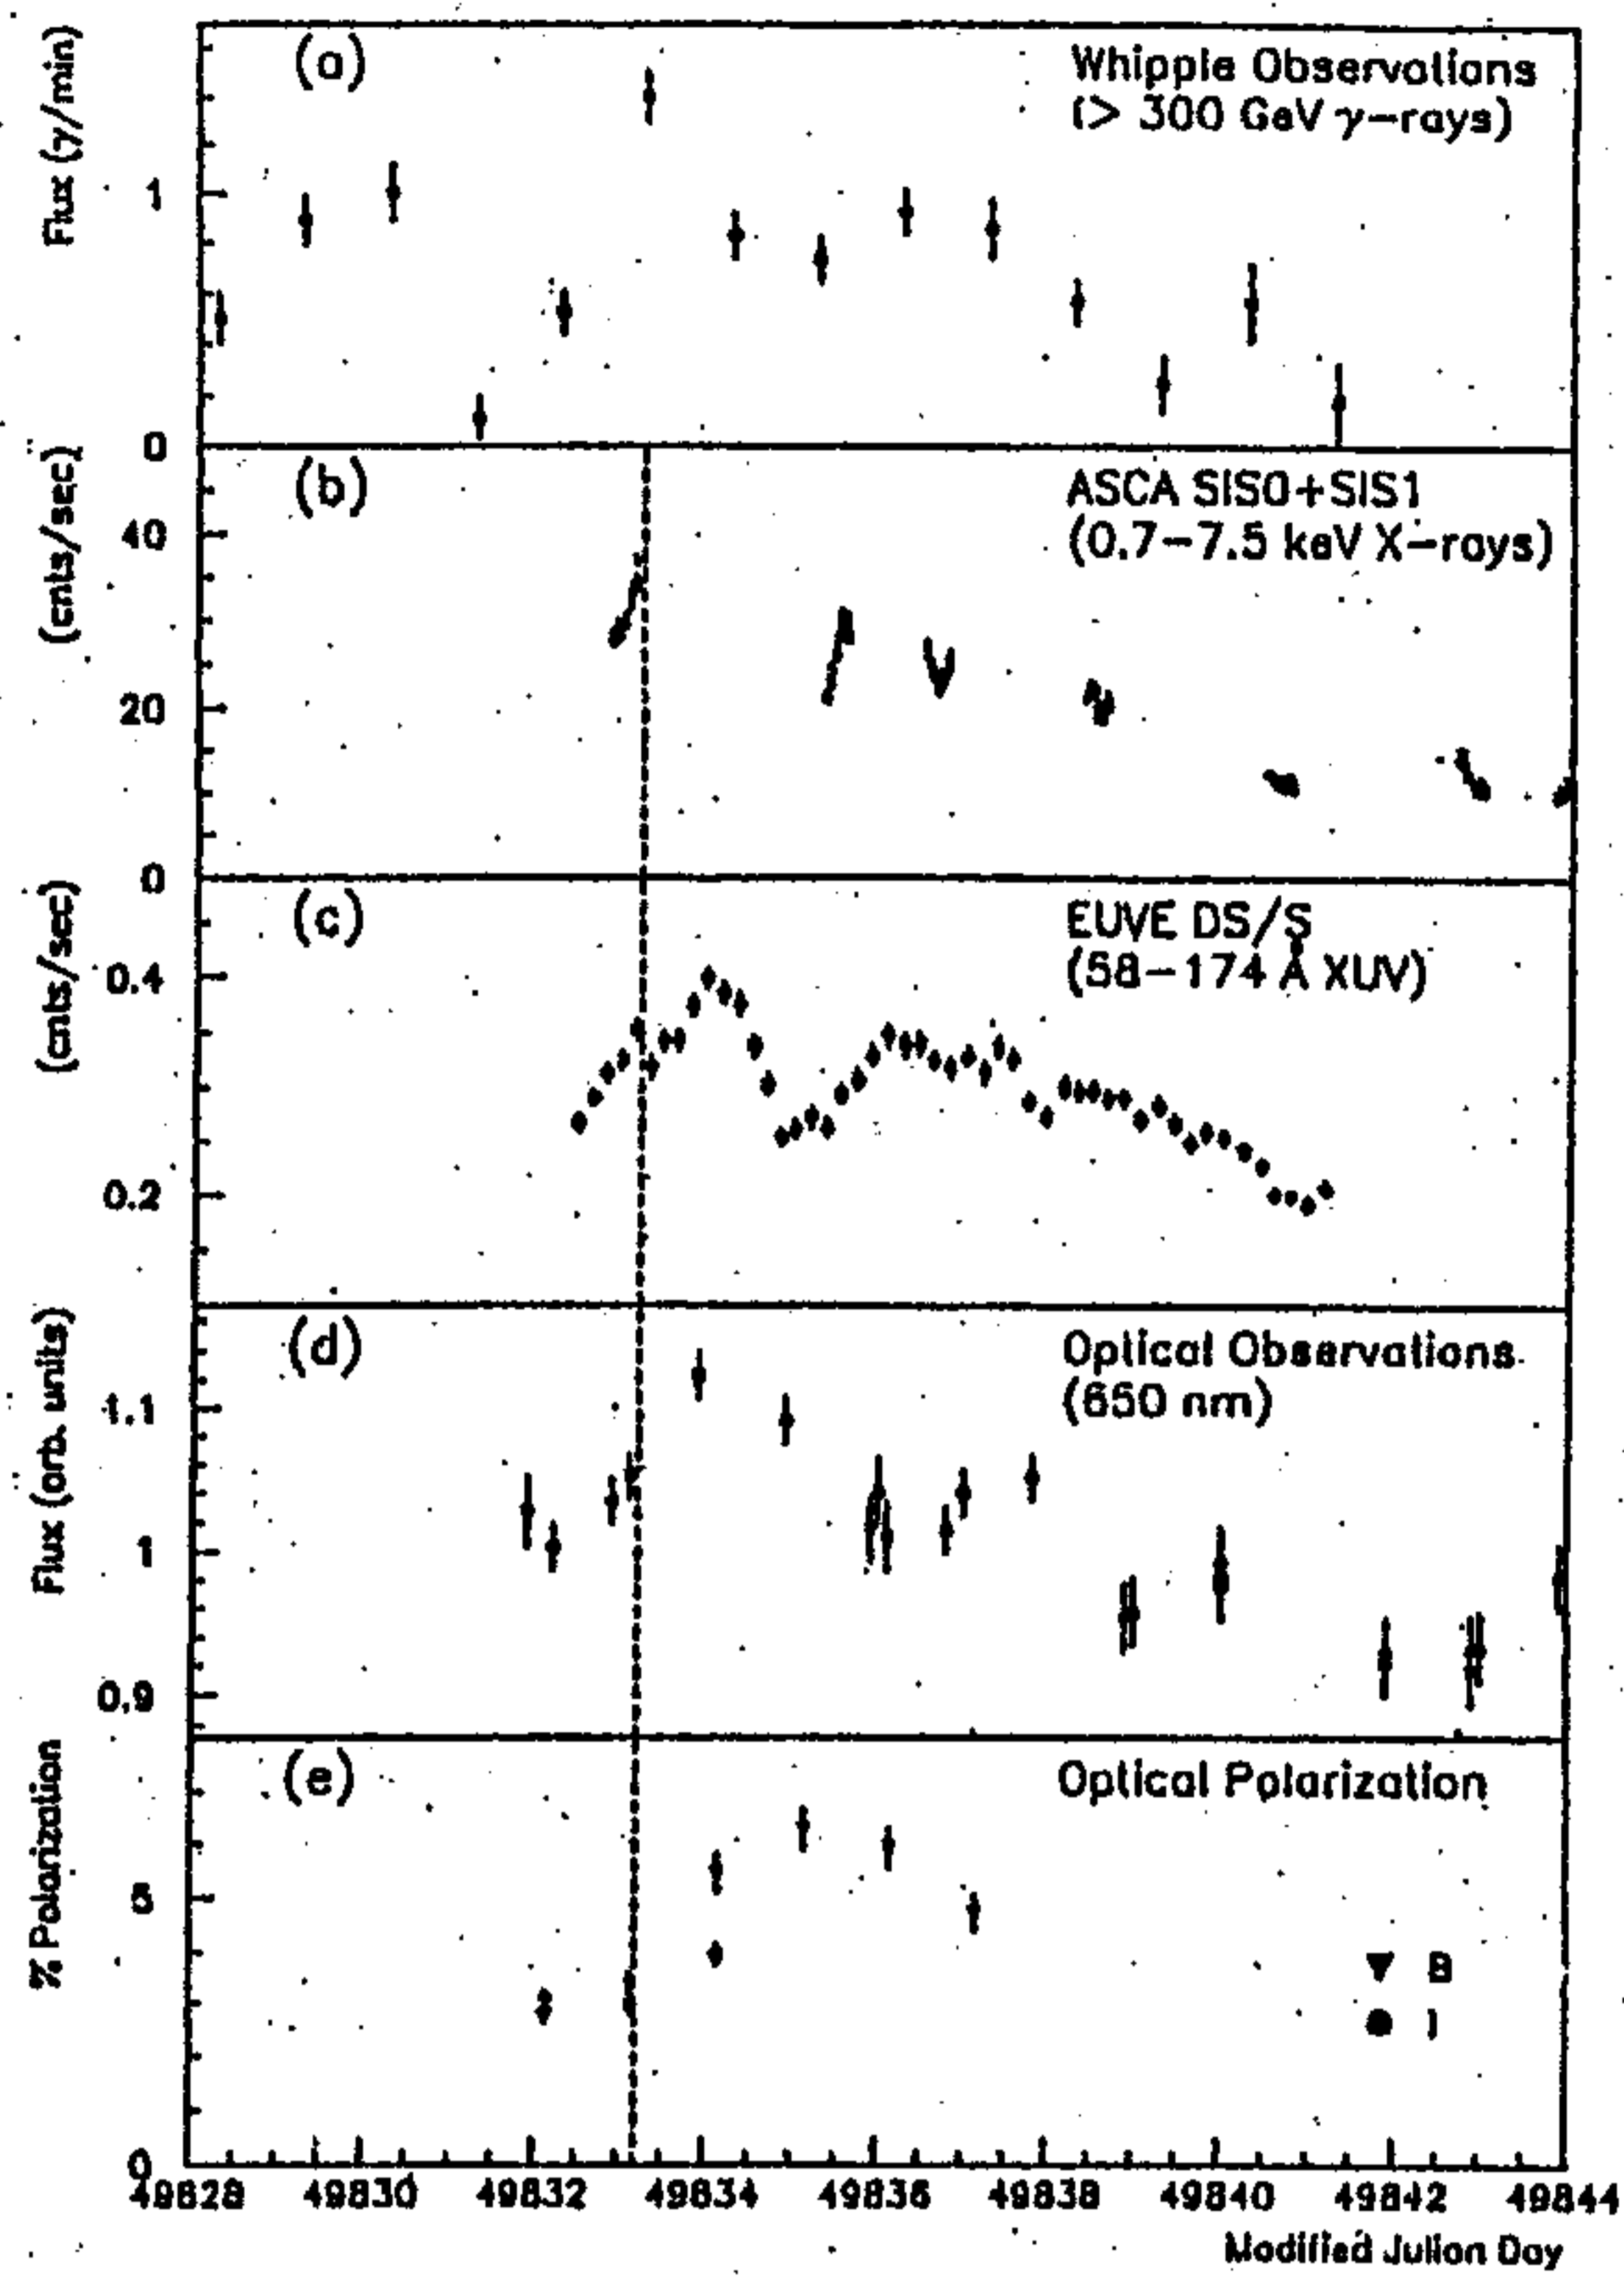 (a)
Whipple Observations
(> 300 GeV γ-rays)
Flux (γ/min)
1
0
(b)
ASCA SIS0+SIS1
(0.7-7.5 keV X-rays)
(cnts/sec)
40
20
0
(c)
EUVE DS/S
(58-174 Å XUV)
(cnts/sec)
0.4
0.2
(d)
Optical Observations
(650 nm)
Flux (arb. units)
1.1
1
0.9
(e)
Optical Polarization
% Polarization
5
0
B
I
49828 49830 49832 49834 49836 49838 49840 49842 49844
Modified Julian Day